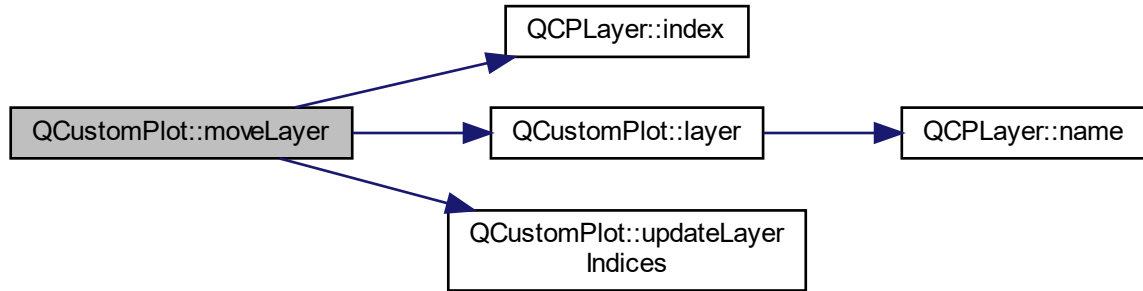 QCPLayer::index
QCustomPlot::moveLayer
QCustomPlot::layer
QCPLayer::name
QCustomPlot::updateLayer
Indices